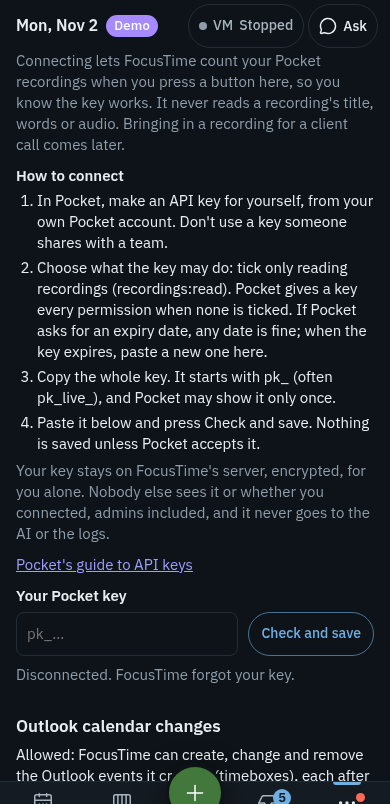 Mon, Nov 2 Demo VM Stopped Ask
Connecting lets FocusTime count your Pocket
recordings when you press a button here, so you
know the key works. It never reads a recording's title,
words or audio. Bringing in a recording for a client
call comes later.
How to connect
1. In Pocket, make an API key for yourself, from your
own Pocket account. Don't use a key someone
shares with a team.
2. Choose what the key may do: tick only reading
recordings (recordings:read). Pocket gives a key
every permission when none is ticked. If Pocket
asks for an expiry date, any date is fine; when the
key expires, paste a new one here.
3. Copy the whole key. It starts with pk_ (often
pk_live_), and Pocket may show it only once.
4. Paste it below and press Check and save. Nothing
is saved unless Pocket accepts it.
Your key stays on FocusTime's server, encrypted, for
you alone. Nobody else sees it or whether you
connected, admins included, and it never goes to the
AI or the logs.
Pocket's guide to API keys
Your Pocket key
pk_... Check and save
Disconnected. FocusTime forgot your key.
Outlook calendar changes
Allowed: FocusTime can create, change and remove
the Outlook events it (timeboxes), each after
5